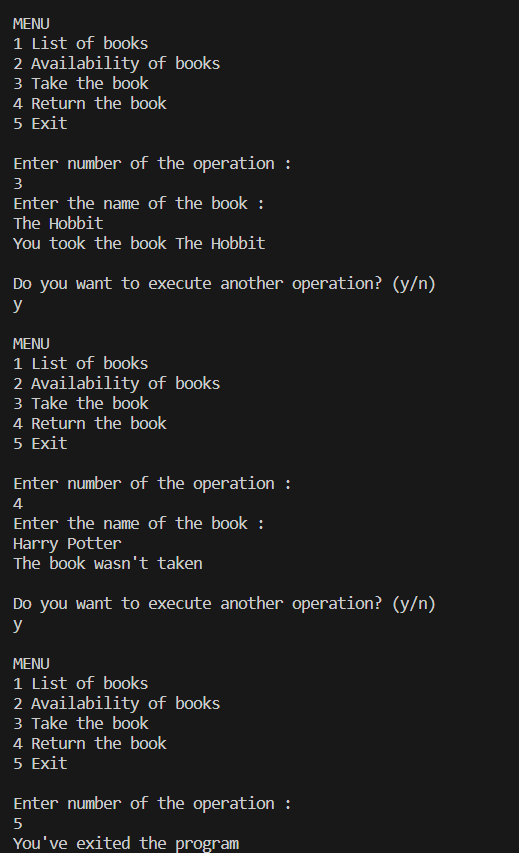 MENU
1 List of books
2 Availability of books
3 Take the book
4 Return the book
5 Exit
Enter number of the operation :
3
Enter the name of the book :
The Hobbit
You took the book The Hobbit
Do you want to execute another operation? (y/n)
y
MENU
1 List of books
2 Availability of books
3 Take the book
4 Return the book
5 Exit
Enter number of the operation :
4
Enter the name of the book :
Harry Potter
The book wasn't taken
Do you want to execute another operation? (y/n)
y
MENU
1 List of books
2 Availability of books
3 Take the book
4 Return the book
5 Exit
Enter number of the operation :
5
You've exited the program